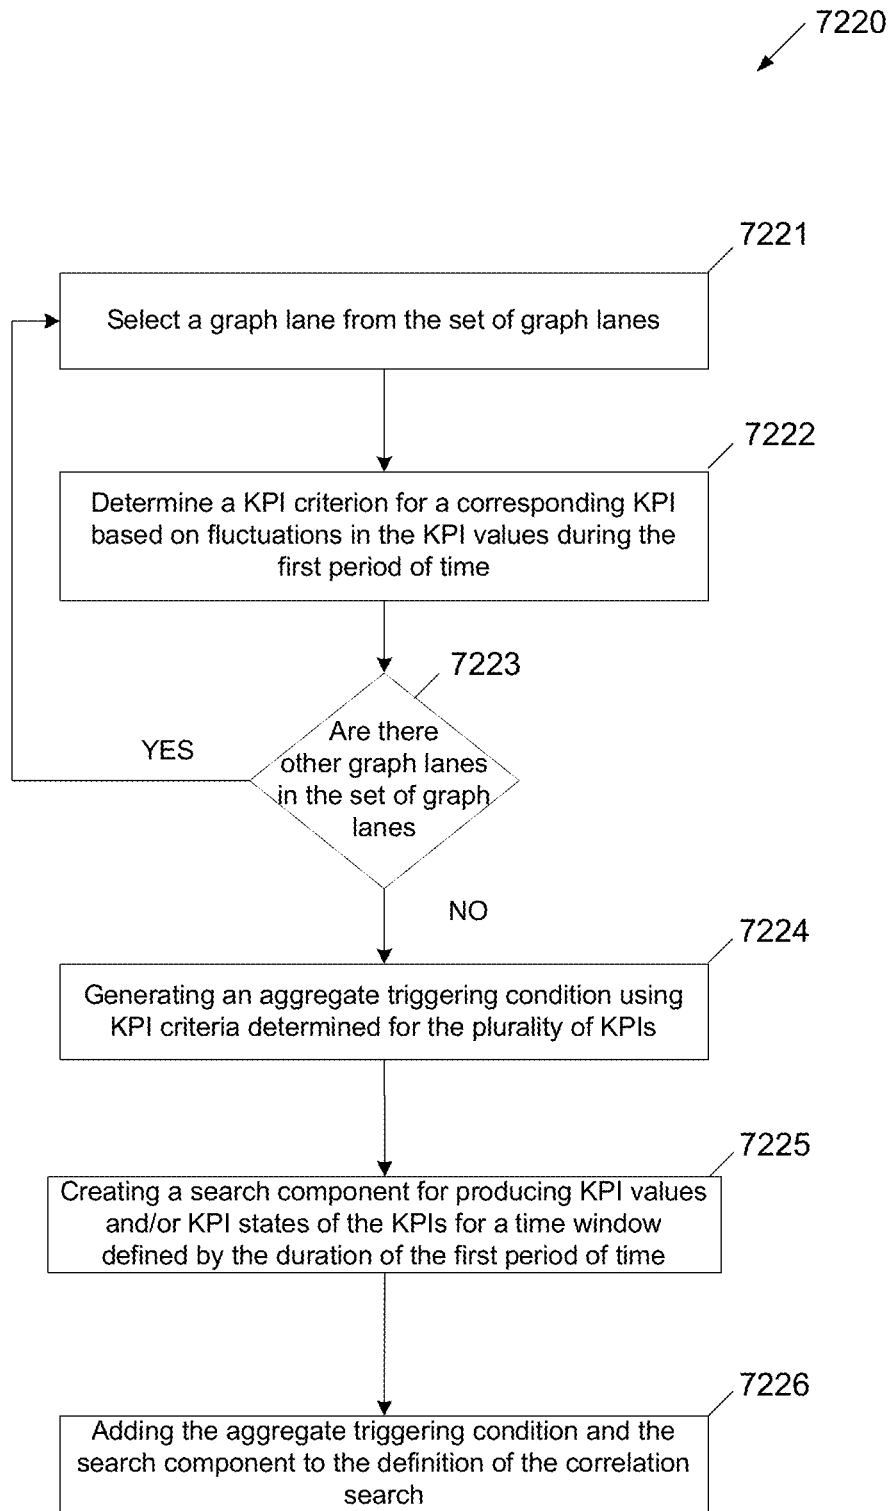 7220
7221
Select a graph lane from the set of graph lanes
7222
Determine a KPI criterion for a corresponding KPI
based on fluctuations in the KPI values during the
first period of time
7223
Are there
other graph lanes
in the set of graph
lanes
YES
NO
7224
Generating an aggregate triggering condition using
KPI criteria determined for the plurality of KPIs
7225
Creating a search component for producing KPI values
and/or KPI states of the KPIs for a time window
defined by the duration of the first period of time
7226
Adding the aggregate triggering condition and the
search component to the definition of the correlation
search